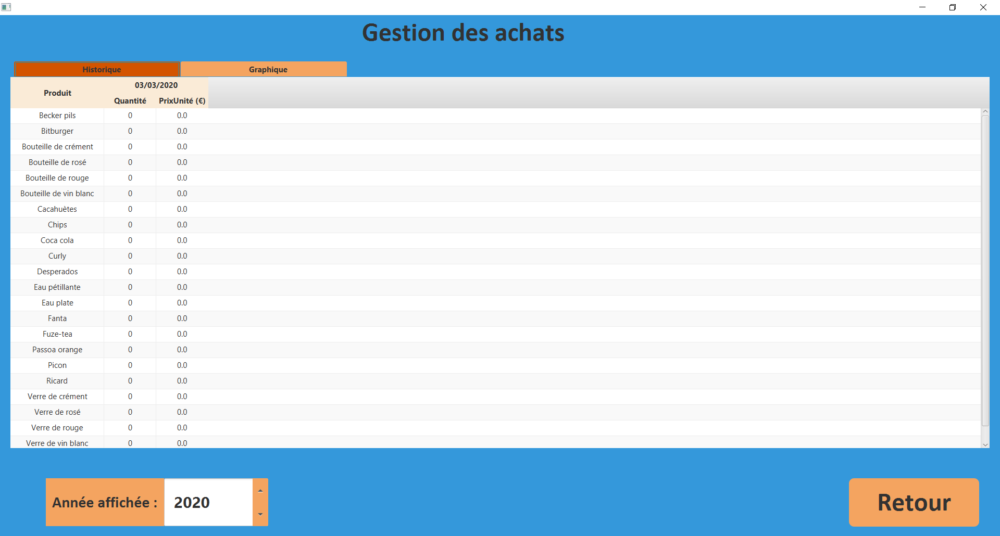 Gestion des achats
Historique Graphique
Produit 03/03/2020
Quantité PrixUnité (€)
Becker pils 0 0.0
Bitburger 0 0.0
Bouteille de crément 0 0.0
Bouteille de rosé 0 0.0
Bouteille de rouge 0 0.0
Bouteille de vin blanc 0 0.0
Cacahuètes 0 0.0
Chips 0 0.0
Coca cola 0 0.0
Curly 0 0.0
Desperados 0 0.0
Eau pétillante 0 0.0
Eau plate 0 0.0
Fanta 0 0.0
Fuze-tea 0 0.0
Passoa orange 0 0.0
Picon 0 0.0
Ricard 0 0.0
Verre de crément 0 0.0
Verre de rosé 0 0.0
Verre de rouge 0 0.0
Verre de vin blanc 0 0.0
Année affichée : 2020
Retour